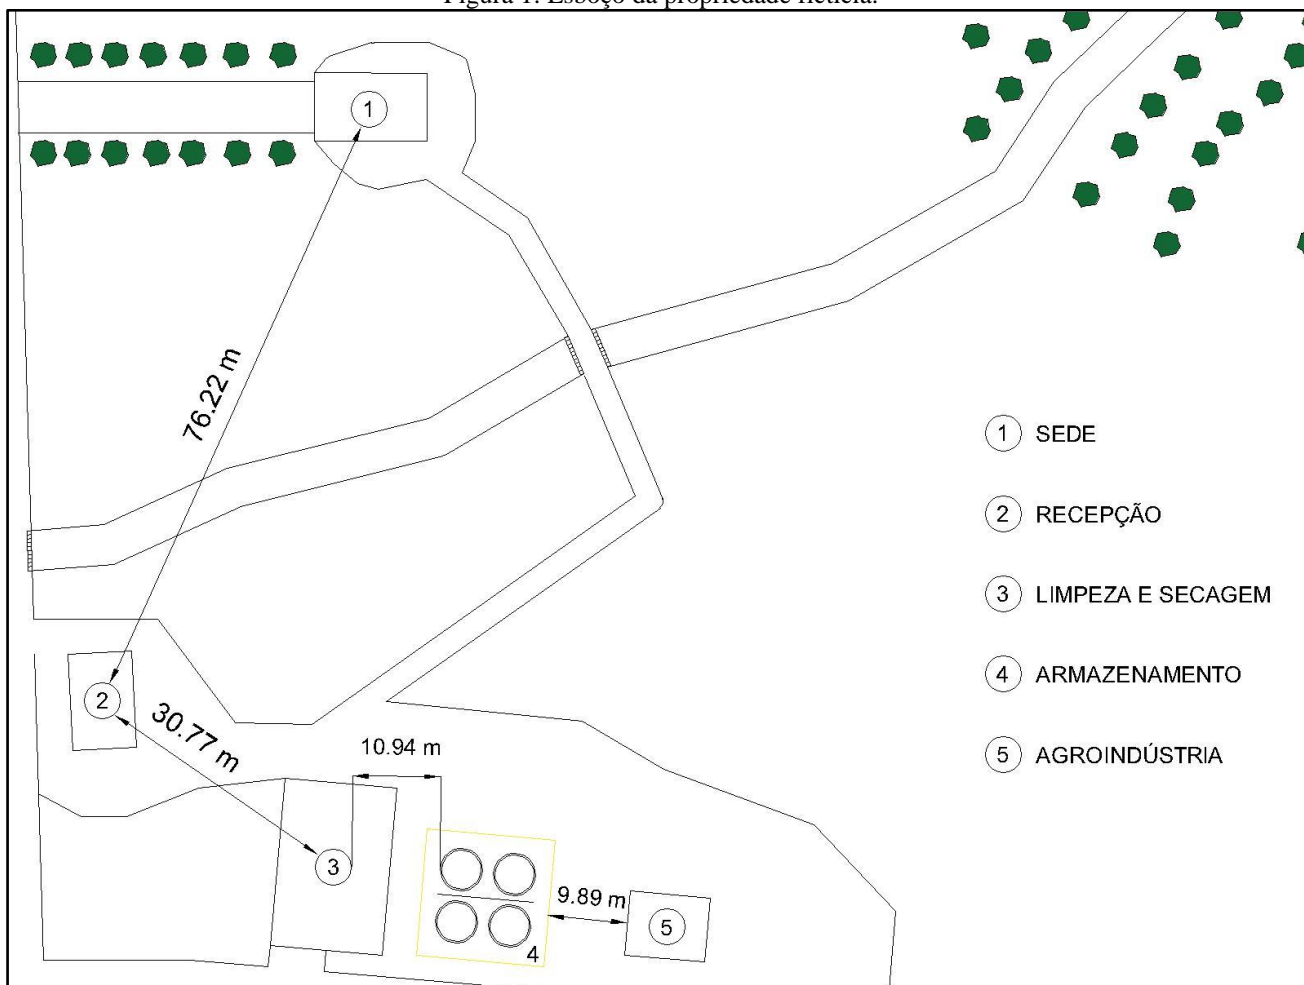 Figura 1: Esboço da propriedade fictícia.
1
76.22 m
1 SEDE
2 RECEPÇÃO
3 LIMPEZA E SECAGEM
4 ARMAZENAMENTO
5 AGROINDÚSTRIA
2
30.77 m
10.94 m
3
9.89 m
5
4